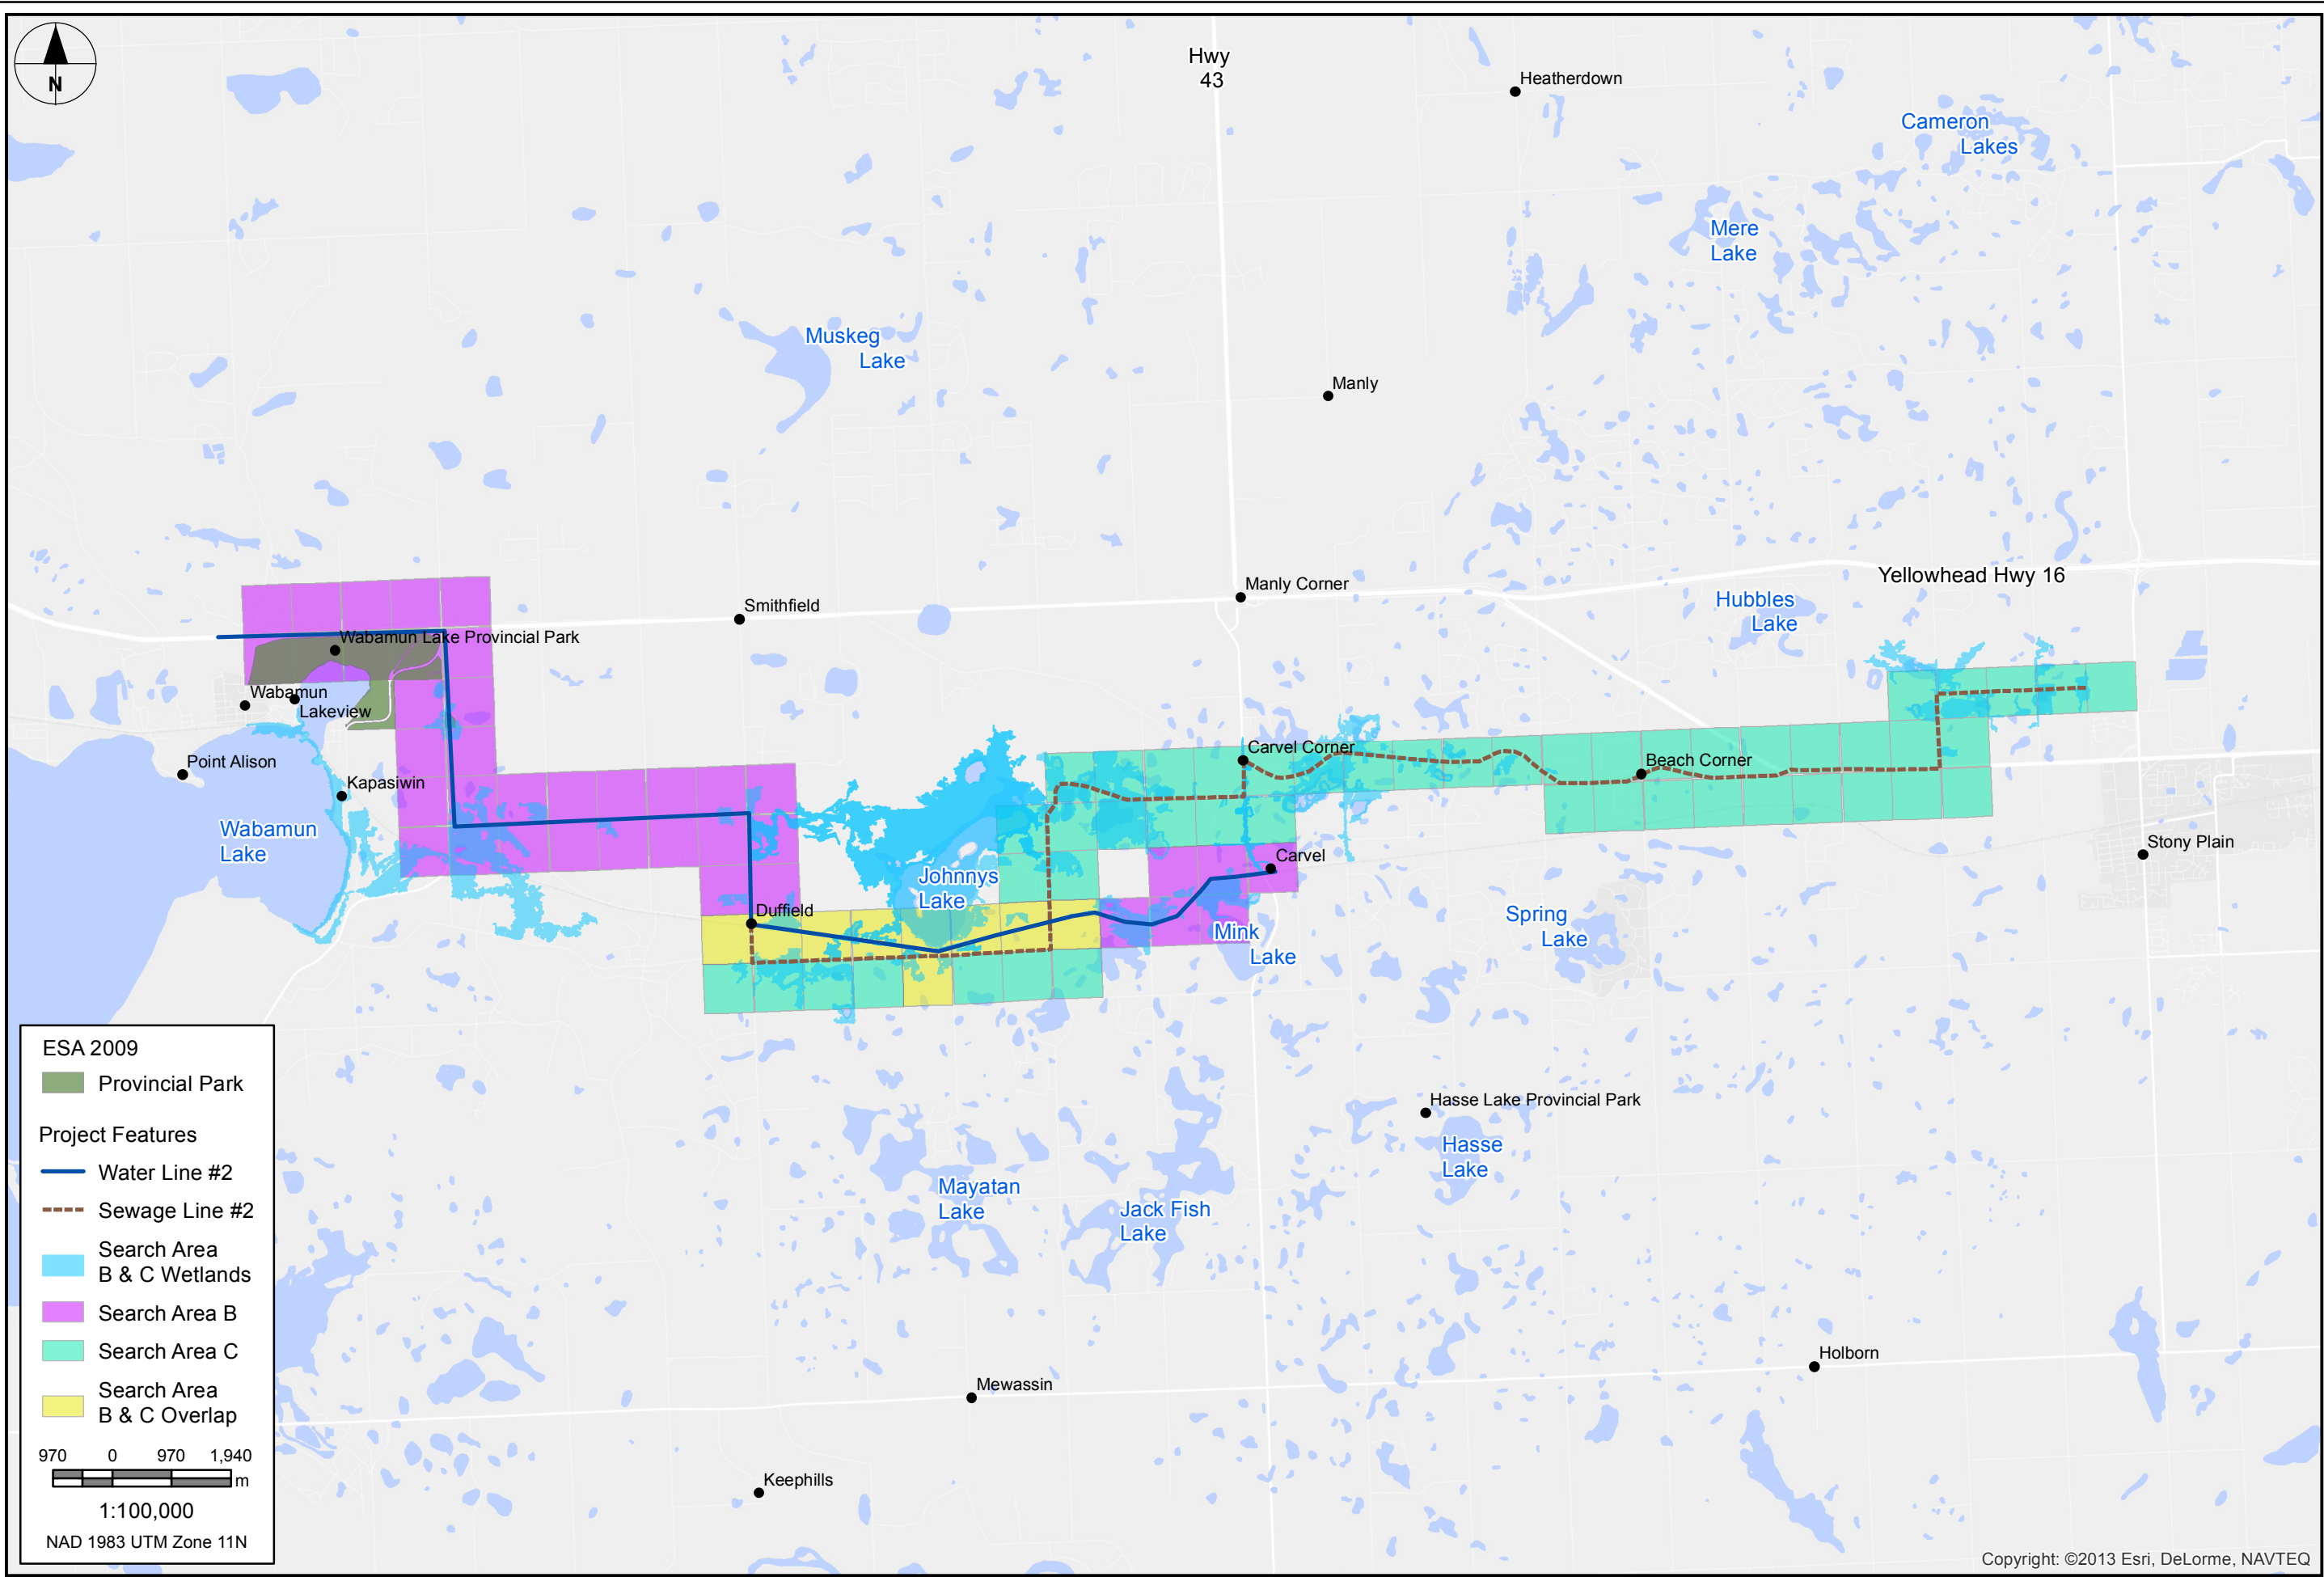 N
Hwy
43
Heatherdown
Cameron
Lakes
Mere
Lake
Muskeg
Lake
Manly
Yellowhead Hwy 16
Manly Corner
Hubbles
Lake
Smithfield
Wabamun Lake Provincial Park
Wabamun
Lakeview
Point Alison
Kapasiwin
Wabamun
Lake
Carvel Corner
Beach Corner
Stony Plain
Carvel
Johnnys
Lake
Duffield
Mink
Lake
Spring
Lake
Hasse Lake Provincial Park
Hasse
Lake
Mayatan
Lake
Jack Fish
Lake
Holborn
Mewassin
Keephills
ESA 2009
Provincial Park
Project Features
Water Line #2
Sewage Line #2
Search Area
B & C Wetlands
Search Area B
Search Area C
Search Area
B & C Overlap
970 0 970 1,940
m
1:100,000
NAD 1983 UTM Zone 11N
Copyright: ©2013 Esri, DeLorme, NAVTEQ